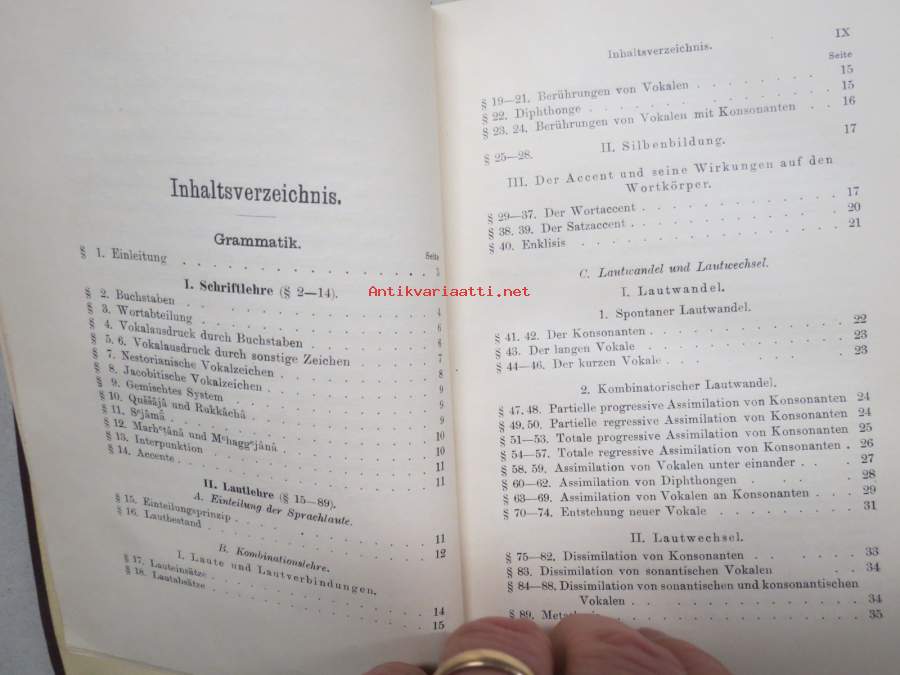 Inhaltsverzeichnis.
Grammatik.
Seite
§ 1. Einleitung . . . . . . . . . . . . 3
I. Schriftlehre (§ 2—14).
§ 2. Buchstaben . . . . . . . . . . . . 4
§ 3. Wortabteilung . . . . . . . . . . . . 6
§ 4. Vokalausdruck durch Buchstaben . . . . . . 6
§ 5. 6. Vokalausdruck durch sonstige Zeichen . . . . 7
§ 7. Nestorianische Vokalzeichen . . . . . . . . 8
§ 8. Jacobitische Vokalzeichen . . . . . . . . 9
§ 9. Gemischtes System . . . . . . . . . . 9
§ 10. Quššājā und Rukkāchā . . . . . . . . 9
§ 11. Sᵉjāmē . . . . . . . . . . . . 10
§ 12. Marhᵉṭānā und Mᵉhaggᵉjānā . . . . . . 10
§ 13. Interpunktion . . . . . . . . . . 11
§ 14. Accente . . . . . . . . . . . . 11
II. Lautlehre (§ 15—89).
A. Einteilung der Sprachlaute.
§ 15. Einteilungsprinzip . . . . . . . . . . 11
§ 16. Lautbestand . . . . . . . . . . . . 12
B. Kombinationslehre.
I. Laute und Lautverbindungen.
§ 17. Lauteinsätze . . . . . . . . . . . . 14
§ 18. Lautabsätze . . . . . . . . . . . . 15
Inhaltsverzeichnis. IX
Seite
§ 19—21. Berührungen von Vokalen . . . . . . . 15
§ 22. Diphthonge . . . . . . . . . . . . 15
§ 23. 24. Berührungen von Vokalen mit Konsonanten . . 16
II. Silbenbildung.
§ 25—28. 17
III. Der Accent und seine Wirkungen auf den
Wortkörper.
§ 29—37. Der Wortaccent . . . . . . . . . . 17
§ 38. 39. Der Satzaccent . . . . . . . . . . 20
§ 40. Enklisis . . . . . . . . . . . . 21
C. Lautwandel und Lautwechsel.
I. Lautwandel.
1. Spontaner Lautwandel.
§ 41. 42. Der Konsonanten . . . . . . . . . 22
§ 43. Der langen Vokale . . . . . . . . . . 23
§ 44—46. Der kurzen Vokale . . . . . . . . . 23
2. Kombinatorischer Lautwandel.
§ 47. 48. Partielle progressive Assimilation von Konsonanten 24
§ 49. 50. Partielle regressive Assimilation von Konsonanten 24
§ 51—53. Totale progressive Assimilation von Konsonanten 25
§ 54—57. Totale regressive Assimilation von Konsonanten . 26
§ 58. 59. Assimilation von Vokalen unter einander . . 27
§ 60—62. Assimilation von Diphthongen . . . . . 28
§ 63—69. Assimilation von Vokalen an Konsonanten . . 29
§ 70—74. Entstehung neuer Vokale . . . . . . . 31
II. Lautwechsel.
§ 75—82. Dissimilation von Konsonanten . . . . . 33
§ 83. Dissimilation von sonantischen Vokalen . . 34
§ 84—88. Dissimilation von sonantischen und konsonantischen
Vokalen . . . . . . . . . . . . 34
§ 89. . . . . . . . . . . . 35
Antikvariaatti.net